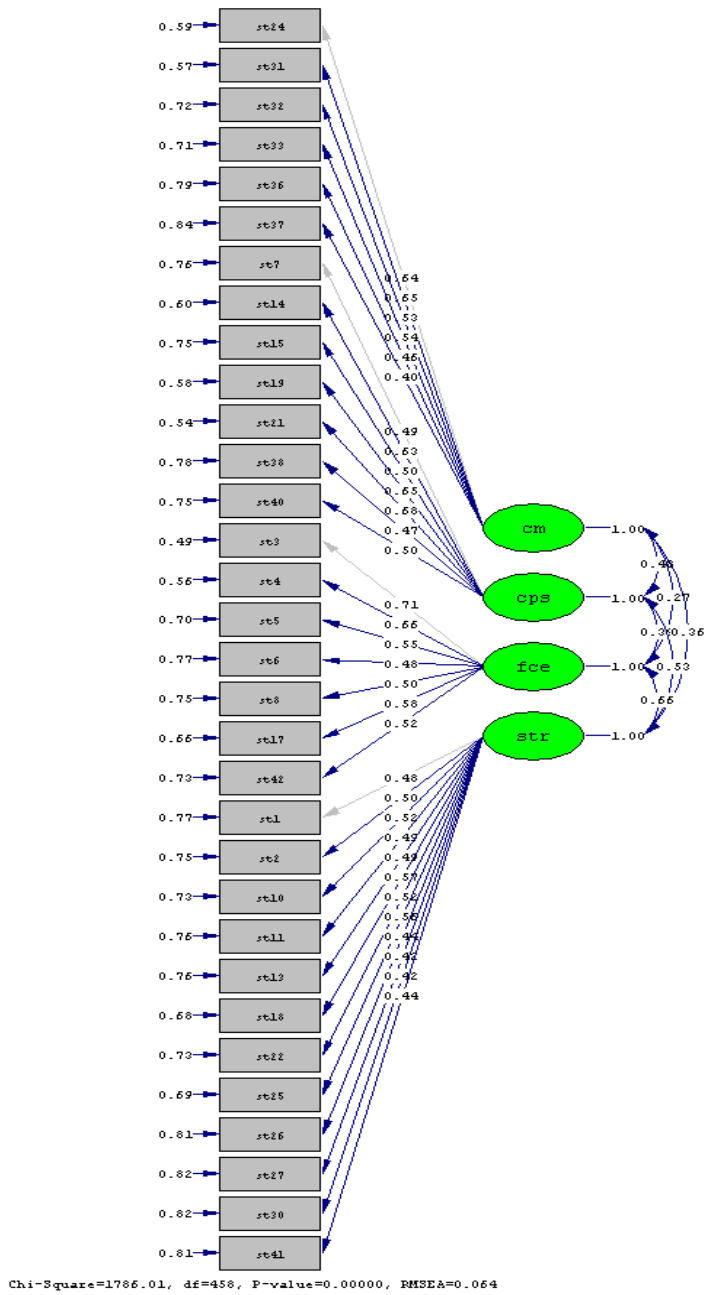 0.59 st24
0.57 st31
0.72 st32
0.71 st33
0.79 st36
0.84 st37
0.76 st7
0.60 st14
0.75 st15
0.58 st19
0.54 st21
0.78 st38
0.75 st40
0.49 st3
0.56 st4
0.70 st5
0.77 st6
0.75 st8
0.66 st17
0.73 st42
0.77 st1
0.75 st2
0.73 st10
0.76 st11
0.76 st13
0.68 st18
0.73 st22
0.69 st25
0.81 st26
0.82 st27
0.82 st30
0.81 st41
0.64
0.65
0.53
0.54
0.46
0.40
0.49
0.63
0.50
0.65
0.68
0.47
0.50
0.71
0.66
0.55
0.48
0.50
0.58
0.52
0.48
0.50
0.52
0.49
0.49
0.57
0.52
0.56
0.44
0.42
0.42
0.44
cm 1.00
cps 1.00
fce 1.00
str 1.00
0.27
0.36
0.53
0.66
Chi-Square=1786.01, df=458, P-value=0.00000, RMSEA=0.064